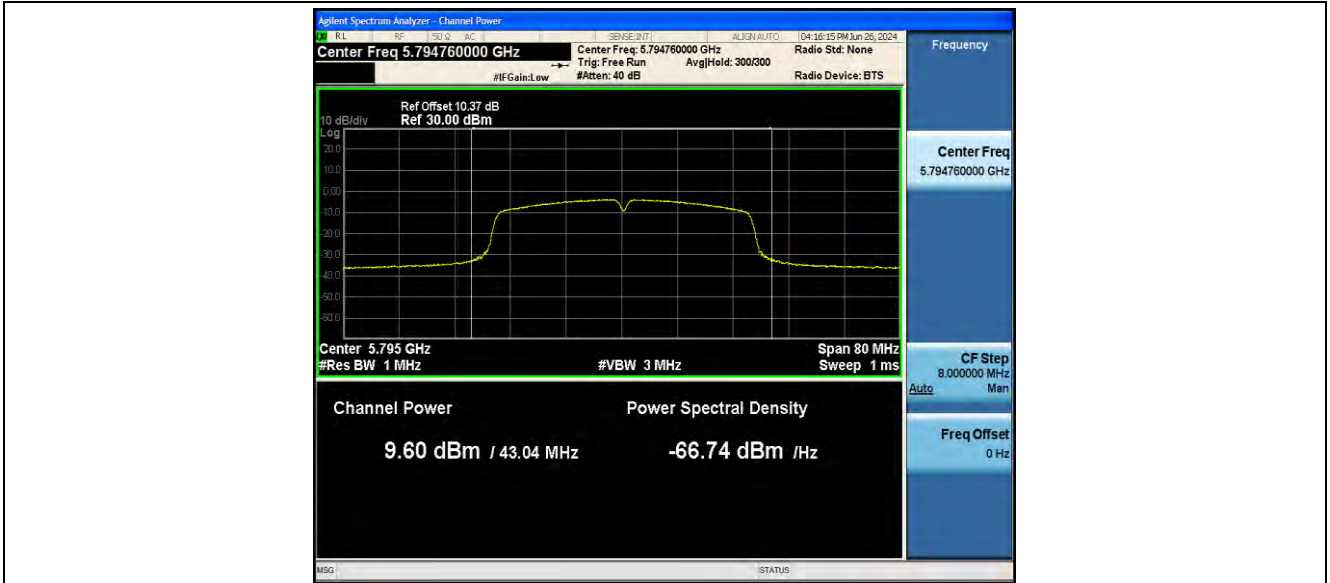 Agilent Spectrum Analyzer - Channel Power
RL RF 50 Ω AC SENSE:INT ALIGN AUTO 04:16:15 PM Jun 26, 2024
Center Freq 5.794760000 GHz
Center Freq: 5.794760000 GHz
Radio Std: None
Trig: Free Run Avg|Hold: 300/300
#IFGain:Low
#Atten: 40 dB
Radio Device: BTS
Ref Offset 10.37 dB
10 dB/div Ref 30.00 dBm
Log
20.0
10.0
0.00
-10.0
-20.0
-30.0
-40.0
-50.0
-60.0
Center 5.795 GHz Span 80 MHz
#Res BW 1 MHz #VBW 3 MHz Sweep 1 ms
Channel Power Power Spectral Density
9.60 dBm / 43.04 MHz -66.74 dBm /Hz
MSG STATUS
Frequency
Center Freq
5.794760000 GHz
CF Step
8.000000 MHz
Auto Man
Freq Offset
0 Hz